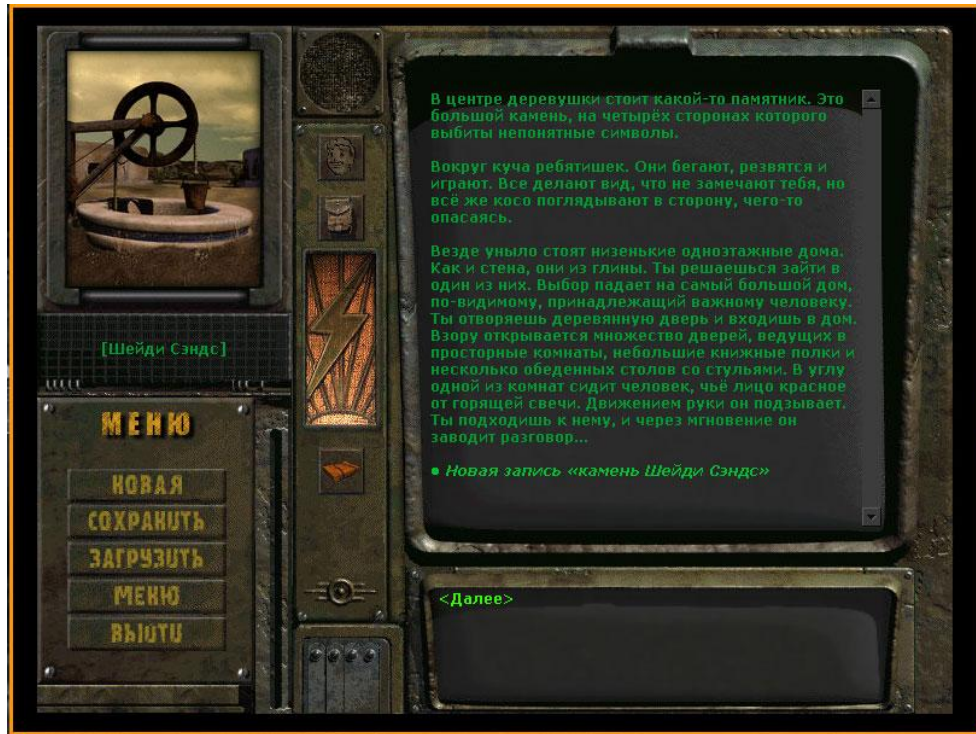 В центре деревушки стоит какой-то памятник. Это
большой камень, на четырёх сторонах которого
выбиты непонятные символы.
Вокруг куча ребятишек. Они бегают, резвятся и
играют. Все делают вид, что не замечают тебя, но
всё же косо поглядывают в сторону, чего-то
опасаясь.
Везде уныло стоят низенькие одноэтажные дома.
Как и стена, они из глины. Ты решаешься зайти в
один из них. Выбор падает на самый большой дом,
по-видимому, принадлежащий важному человеку.
Ты отворяешь деревянную дверь и входишь в дом.
Взору открывается множество дверей, ведущих в
просторные комнаты, небольшие книжные полки и
несколько обеденных столов со стульями. В углу
одной из комнат сидит человек, чьё лицо красное
от горящей свечи. Движением руки он подзывает.
Ты подходишь к нему, и через мгновение он
заводит разговор...
• Новая запись «камень Шейди Сэндс»
<Далее>
[Шейди Сэндс]
МЕНЮ
НОВАЯ
СОХРАНИТЬ
ЗАГРУЗИТЬ
МЕНЮ
ВЫЙТИ